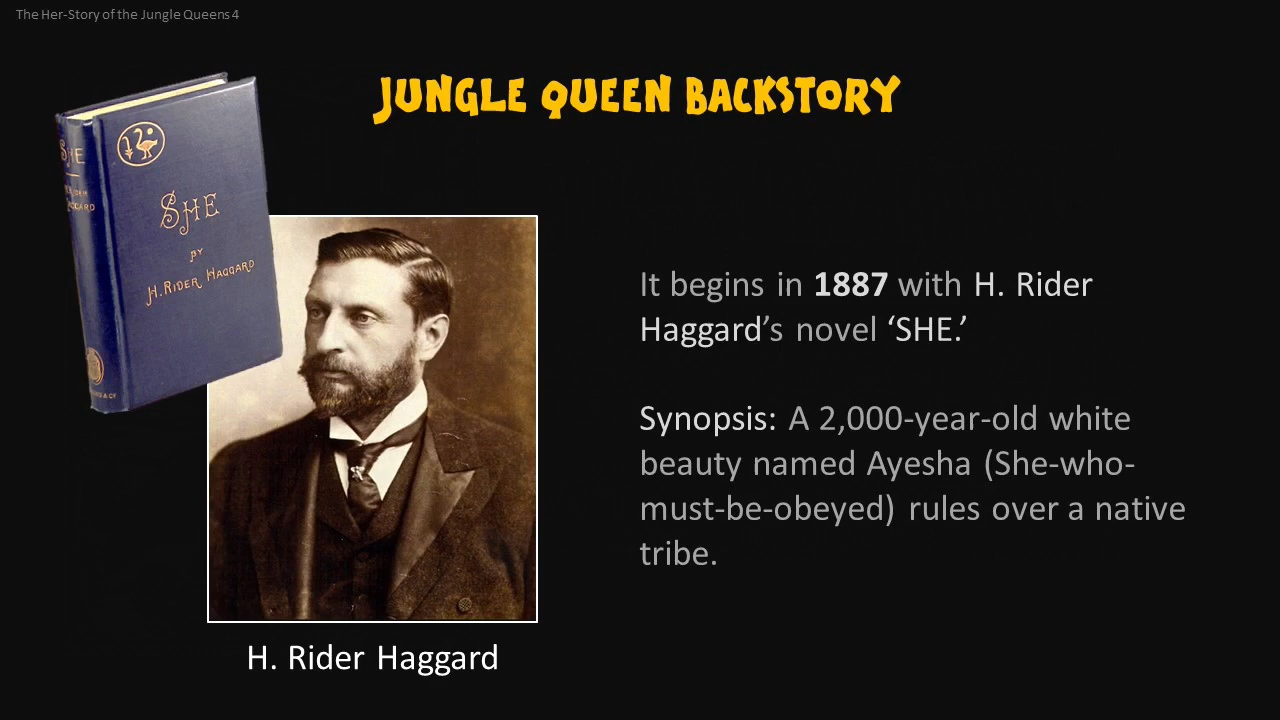 The Her-Story of the Jungle Queens 4
JUNGLE QUEEN BACKSTORY
SHE
SHE
BY
H. RIDER HAGGARD
It begins in 1887 with H. Rider
Haggard’s novel ‘SHE.’
Synopsis: A 2,000-year-old white
beauty named Ayesha (She-who-
must-be-obeyed) rules over a native
tribe.
H. Rider Haggard